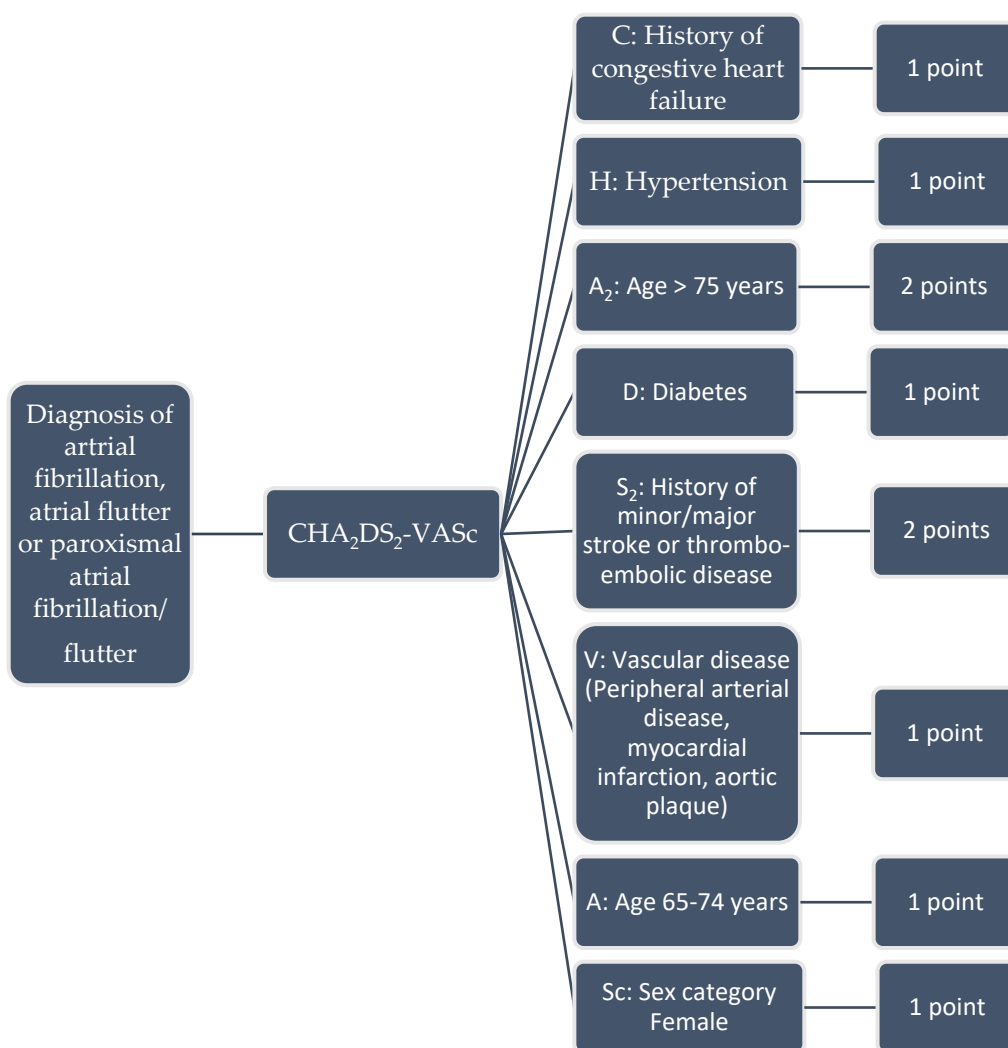 C: History of
congestive heart
failure
1 point
H: Hypertension
1 point
A₂: Age > 75 years
2 points
D: Diabetes
1 point
Diagnosis of
artrial
fibrillation,
atrial flutter
or paroximal
atrial
fibrillation/
flutter
CHA₂DS₂-VASc
S₂: History of
minor/major
stroke or thrombo-
embolic disease
2 points
V: Vascular disease
(Peripheral arterial
disease,
myocardial
infarction, aortic
plaque)
1 point
A: Age 65-74 years
1 point
Sc: Sex category
Female
1 point